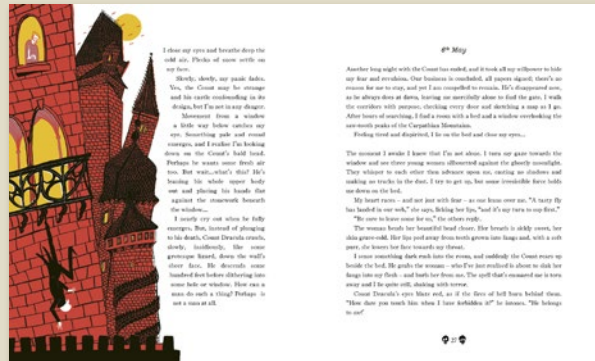 I close my eyes and breathe deep the
cold air. Flecks of snow settle on
my face.
Slowly, slowly, my panic fades.
Yes, the Count may be strange
and his castle confounding in its
design, but I'm not in any danger.
Movement from a window
a little way below catches my
eye. Something pale and round
emerges, and I realize I'm looking
down on the Count's bald head.
Perhaps he wants some fresh air
too. But wait...what's this? He's
leaning his whole upper body
out and placing his hands flat
against the stonework beneath
the window...
I nearly cry out when he fully
emerges. But, instead of plunging
to his death, Count Dracula crawls,
slowly, insidiously, like some
grotesque lizard, down the wall's
sheer face. He descends some
hundred feet before slithering into
some hole or window. How can a
man do such a thing? Perhaps he is
not a man at all.
6th May
Another long night with the Count has ended, and it took all my willpower to hide
my fear and revulsion. Our business is concluded, all papers signed; there's no
reason for me to stay, and yet I am compelled to remain. He's disappeared now,
as he always does at dawn, leaving me mercifully alone to fuel the gate. I walk
the corridors with purpose, checking every door and sketching a map as I go.
After hours of searching, I find a room with a bed and a window overlooking the
saw-tooth peaks of the Carpathian Mountains.
Feeling tired and dispirited, I lie on the bed and close my eyes...
The moment I awake I know that I'm not alone. I turn my gaze towards the
window and see three young women silhouetted against the ghostly moonlight.
They whisper to each other then advance upon me, casting no shadows and
making no tracks in the dust. I try to get up, but some irresistible force holds
me down on the bed.
My heart races – and not just with fear – as one leans over me. "A tasty fly
has landed in our web," she says, licking her lips, "and it's my turn to sup first."
"Be sure to leave some for us," the others reply.
The woman bends her beautiful head closer. Her breath is sickly sweet, her
skin grave-cold. Her lips peel away from teeth grown into fangs and, with a soft
purr, she lowers her face towards my throat.
I sense something dark enter the room, and suddenly the Count rears up
beside the bed. He grabs the woman – who I've just realized is about to sink her
fangs into my flesh – and hurls her from me. The spell that's ensnared me is torn
away and I lie quite still, shaking with terror.
Count Dracula's eyes blaze red, as if the fires of hell burn behind them.
"How dare you touch him when I have forbidden it!" he intones. "He belongs
to me!"
27